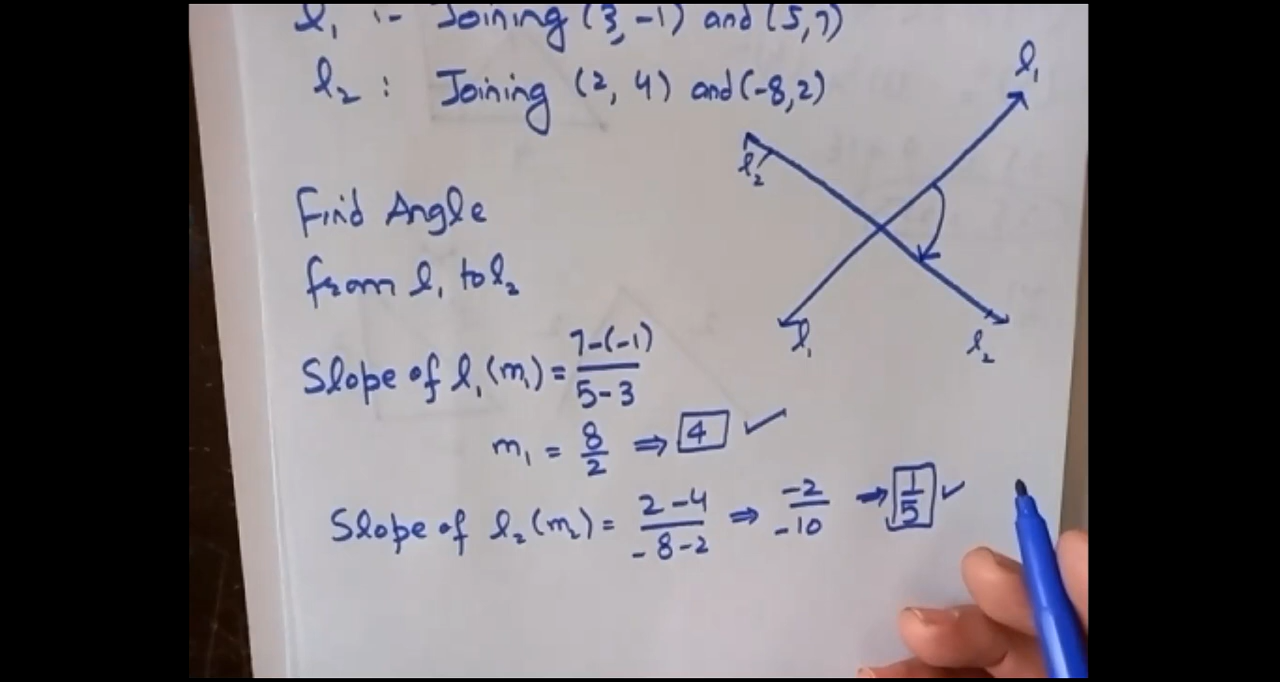 l₁ :- Joining (3, -1) and (5, 7)
l₂ : Joining (2, 4) and (-8, 2)
l₁
l₂
Find Angle
from l₁ to l₂
l₁
l₂
Slope of l₁ (m₁) = 7-(-1) / 5-3
m₁ = 8/2 ⇒ 4 ✓
Slope of l₂ (m₂) = 2-4 / -8-2 ⇒ -2 / -10 ⇒ 1/5 ✓